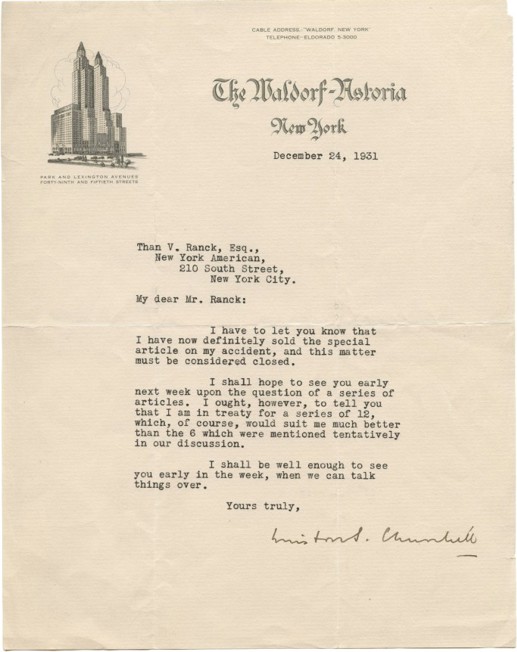 CABLE ADDRESS: "WALDORF NEW YORK"
TELEPHONE-ELDORADO 5-3000
The Waldorf-Astoria
New York
December 24, 1931
PARK AND LEXINGTON AVENUES
FORTY-NINTH AND FIFTIETH STREETS
Than V. Ranck, Esq.,
New York American,
210 South Street,
New York City.
My dear Mr. Ranck:
I have to let you know that
I have now definitely sold the special
article on my accident, and this matter
must be considered closed.
I shall hope to see you early
next week upon the question of a series of
articles. I ought, however, to tell you
that I am in treaty for a series of 12,
which, of course, would suit me much better
than the 6 which were mentioned tentatively
in our discussion.
I shall be well enough to see
you early in the week, when we can talk
things over.
Yours truly,
Winston S. Churchill